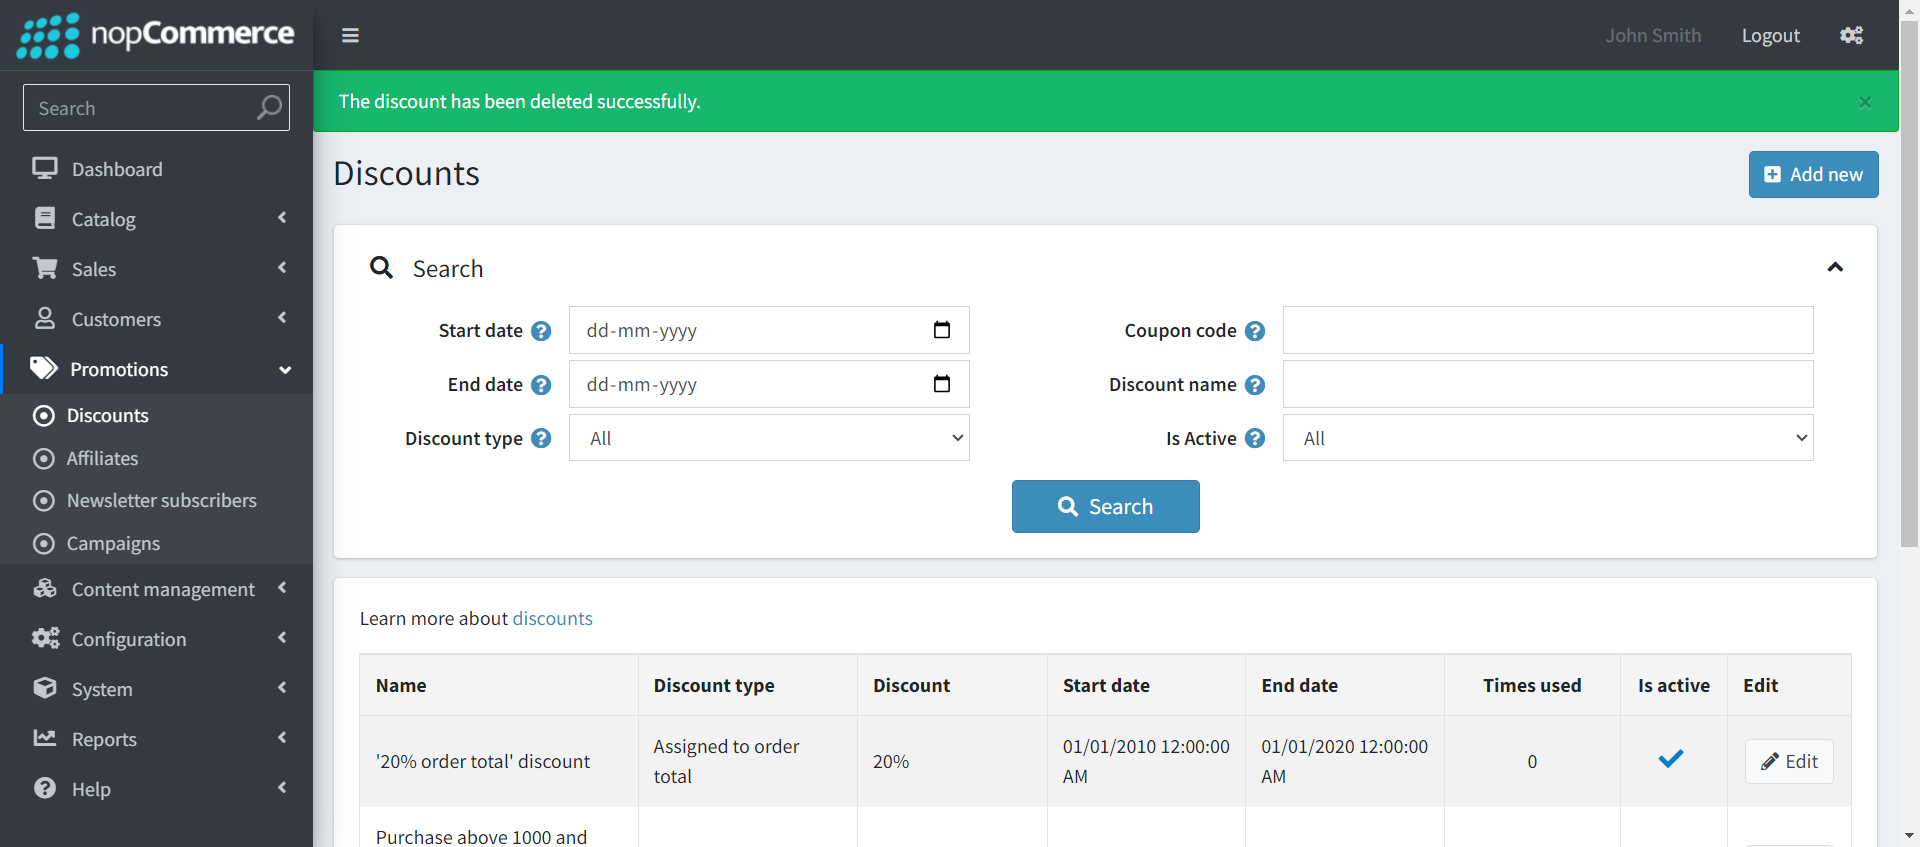 nopCommerce
John Smith
Logout
Search
The discount has been deleted successfully.
×
Dashboard
Catalog
Sales
Customers
Promotions
Discounts
Affiliates
Newsletter subscribers
Campaigns
Content management
Configuration
System
Reports
Help
Discounts
Add new
Search
Start date
dd-mm-yyyy
Coupon code
End date
dd-mm-yyyy
Discount name
Discount type
All
Is Active
All
Search
Learn more about discounts
Name
Discount type
Discount
Start date
End date
Times used
Is active
Edit
'20% order total' discount
Assigned to order
total
20%
01/01/2010 12:00:00
AM
01/01/2020 12:00:00
AM
0
Edit
Purchase above 1000 and